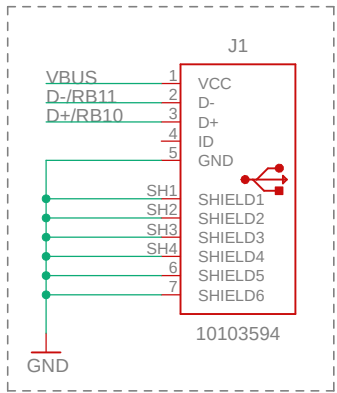 J1
VBUS 1 VCC
D-/RB11 2 D-
D+/RB10 3 D+
4 ID
5 GND
SH1 SHIELD1
SH2 SHIELD2
SH3 SHIELD3
SH4 SHIELD4
6 SHIELD5
7 SHIELD6
10103594
GND